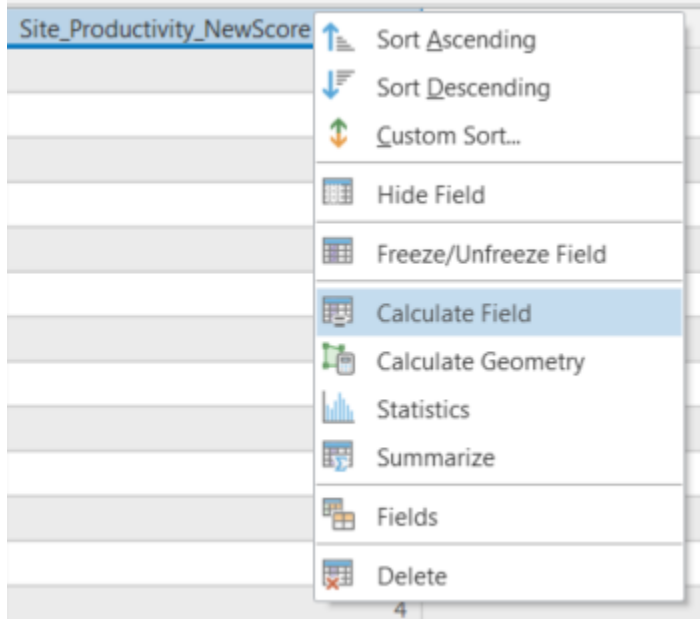 Site_Productivity_NewScore
Sort Ascending
Sort Descending
Custom Sort...
Hide Field
Freeze/Unfreeze Field
Calculate Field
Calculate Geometry
Statistics
Summarize
Fields
Delete
4